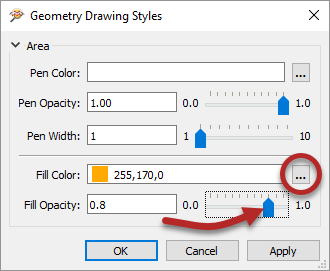 Geometry Drawing Styles
Area
Pen Color: ...
Pen Opacity: 1.00 0.0 1.0
Pen Width: 1 1 10
Fill Color: 255,170,0 ...
Fill Opacity: 0.8 0.0 1.0
OK Cancel Apply